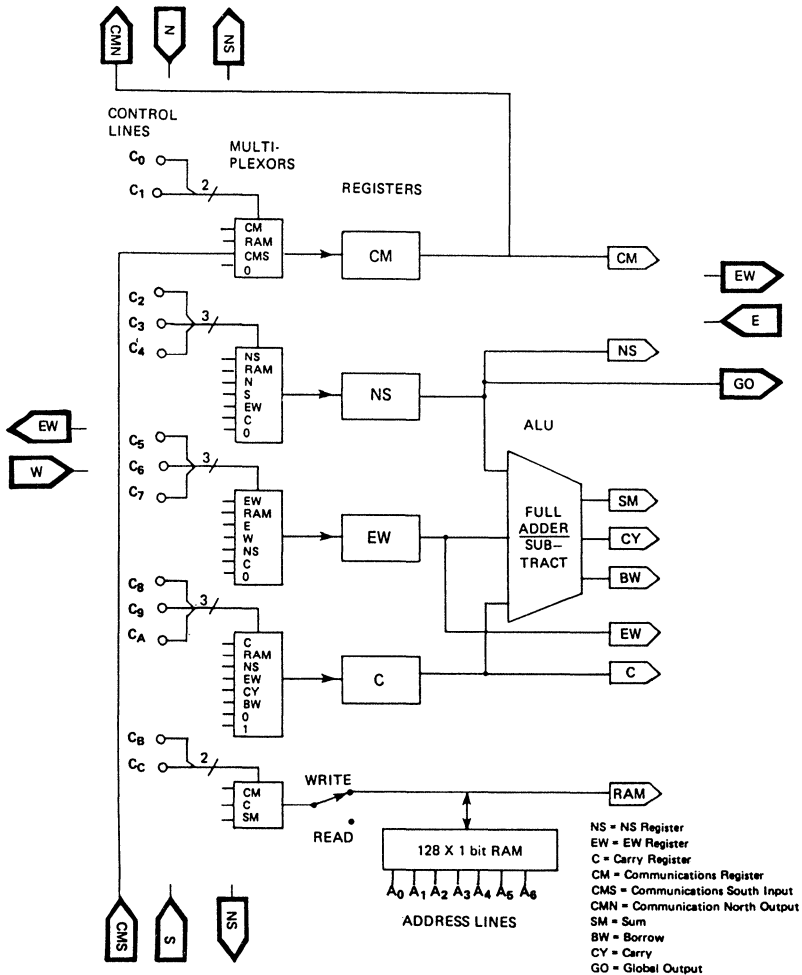 CMN
N
NS
CONTROL
LINES
MULTI-
PLEXORS
REGISTERS
C0
C1
2
CM
RAM
CMS
0
CM
CM
EW
E
C2
C3
C4
3
NS
RAM
N
S
EW
C
0
NS
NS
GO
ALU
EW
W
C5
C6
C7
3
EW
RAM
E
W
NS
C
0
EW
FULL
ADDER
SUB-
TRACT
SM
CY
BW
EW
C8
C9
CA
3
C
RAM
NS
EW
CY
BW
0
1
C
C
CB
CC
2
CM
C
SM
WRITE
READ
RAM
128 X 1 bit RAM
A0 A1 A2 A3 A4 A5 A6
ADDRESS LINES
CMS
S
NS
NS = NS Register
EW = EW Register
C = Carry Register
CM = Communications Register
CMS = Communications South Input
CMN = Communication North Output
SM = Sum
BW = Borrow
CY = Carry
GO = Global Output